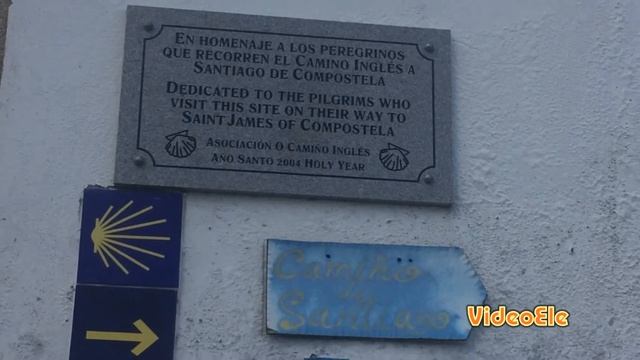 EN HOMENAJE A LOS PEREGRINOS
QUE RECORREN EL CAMINO INGLÉS A
SANTIAGO DE COMPOSTELA
DEDICATED TO THE PILGRIMS WHO
VISIT THIS SITE ON THEIR WAY TO
SAINT JAMES OF COMPOSTELA
ASOCIACIÓN O CAMIÑO INGLÉS
ANO SANTO 2004 HOLY YEAR
Camiño
de
Santiago
VideoEle